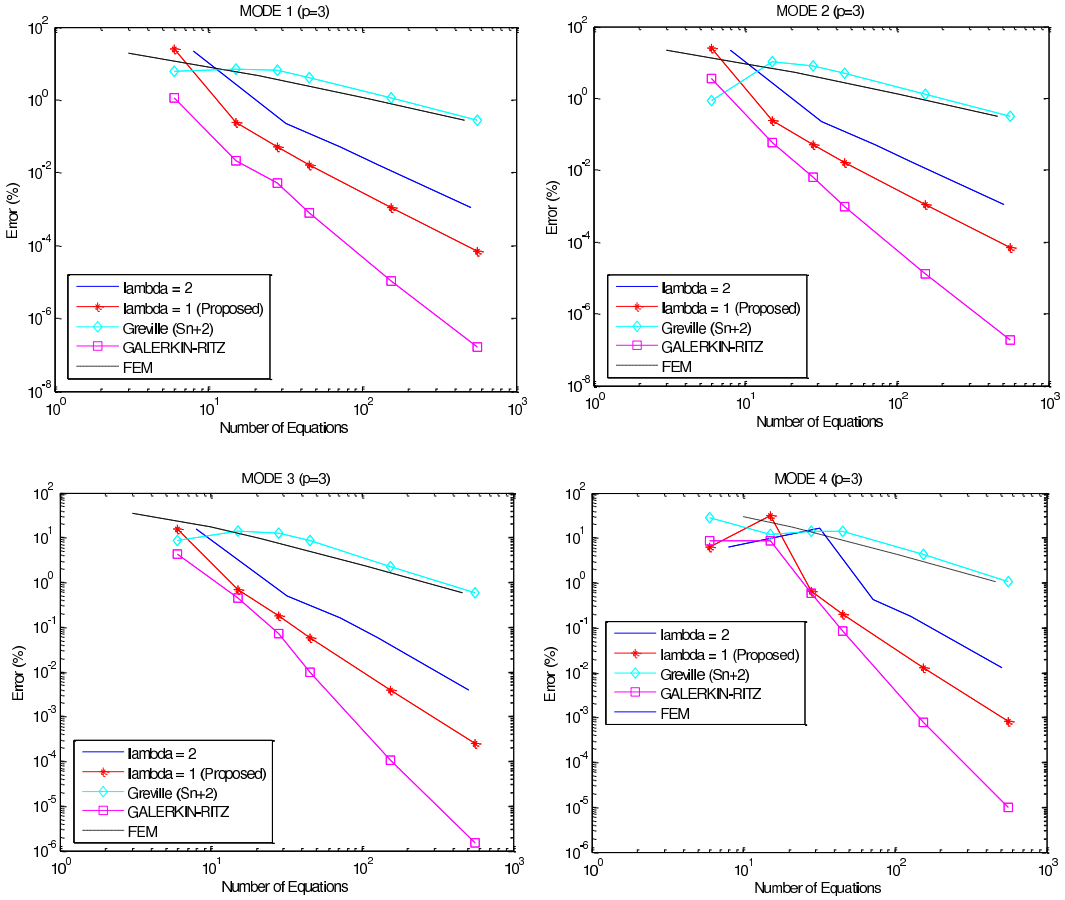 MODE 1 (p=3)
Error (%)
10^2
10^0
10^-2
10^-4
10^-6
10^-8
lambda = 2
lambda = 1 (Proposed)
Greville (Sn+2)
GALERKIN-RITZ
FEM
10^0 10^1 10^2 10^3
Number of Equations
MODE 2 (p=3)
Error (%)
10^2
10^0
10^-2
10^-4
10^-6
10^-8
lambda = 2
lambda = 1 (Proposed)
Greville (Sn+2)
GALERKIN-RITZ
FEM
10^0 10^1 10^2 10^3
Number of Equations
MODE 3 (p=3)
Error (%)
10^2
10^1
10^0
10^-1
10^-2
10^-3
10^-4
10^-5
10^-6
lambda = 2
lambda = 1 (Proposed)
Greville (Sn+2)
GALERKIN-RITZ
FEM
10^0 10^1 10^2 10^3
Number of Equations
MODE 4 (p=3)
Error (%)
10^2
10^1
10^0
10^-1
10^-2
10^-3
10^-4
10^-5
10^-6
lambda = 2
lambda = 1 (Proposed)
Greville (Sn+2)
GALERKIN-RITZ
FEM
10^0 10^1 10^2 10^3
Number of Equations